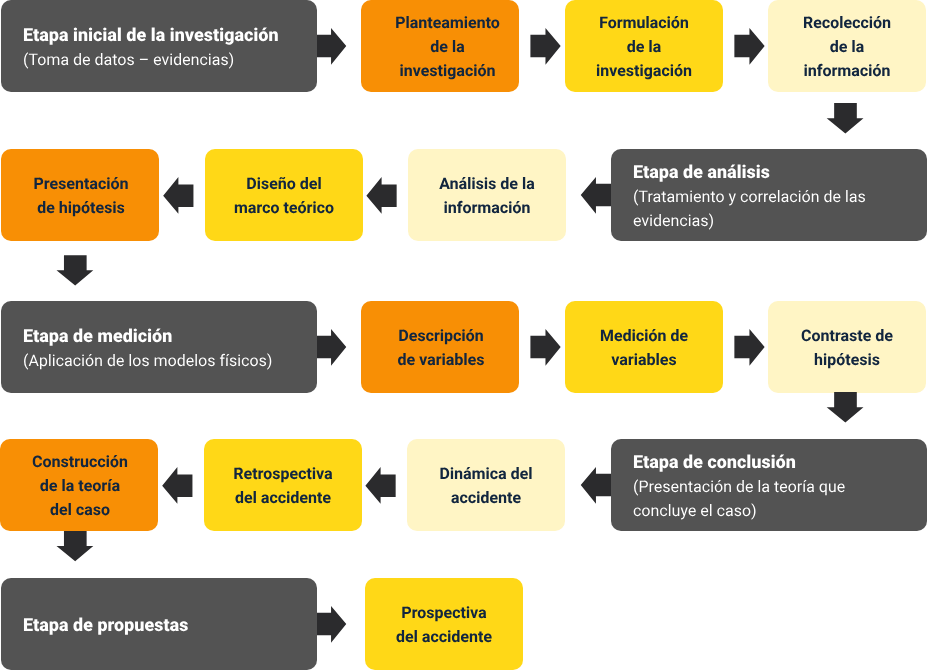 Etapa inicial de la investigación
(Toma de datos – evidencias)
Planteamiento
de la
investigación
Formulación
de la
investigación
Recolección
de la
información
Etapa de análisis
(Tratamiento y correlación de las
evidencias)
Análisis de la
información
Diseño del
marco teórico
Presentación
de hipótesis
Etapa de medición
(Aplicación de los modelos físicos)
Descripción
de variables
Medición de
variables
Contraste de
hipótesis
Etapa de conclusión
(Presentación de la teoría que
concluye el caso)
Dinámica del
accidente
Retrospectiva
del accidente
Construcción
de la teoría
del caso
Etapa de propuestas
Prospectiva
del accidente